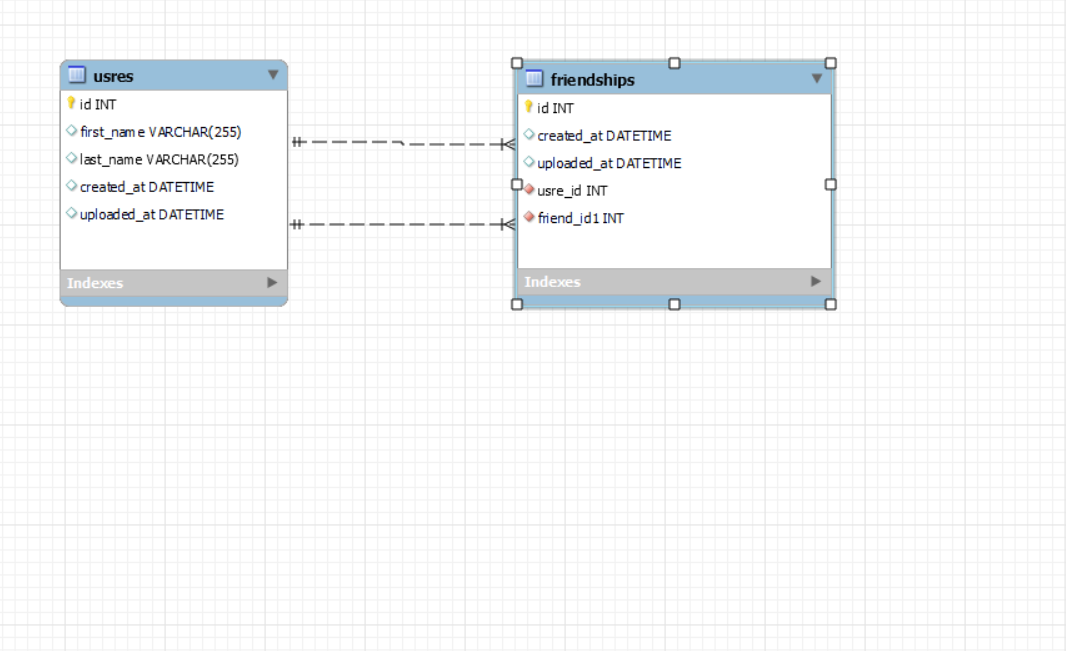 usres
id INT
first_name VARCHAR(255)
last_name VARCHAR(255)
created_at DATETIME
uploaded_at DATETIME
Indexes
friendships
id INT
created_at DATETIME
uploaded_at DATETIME
usre_id INT
friend_id1 INT
Indexes